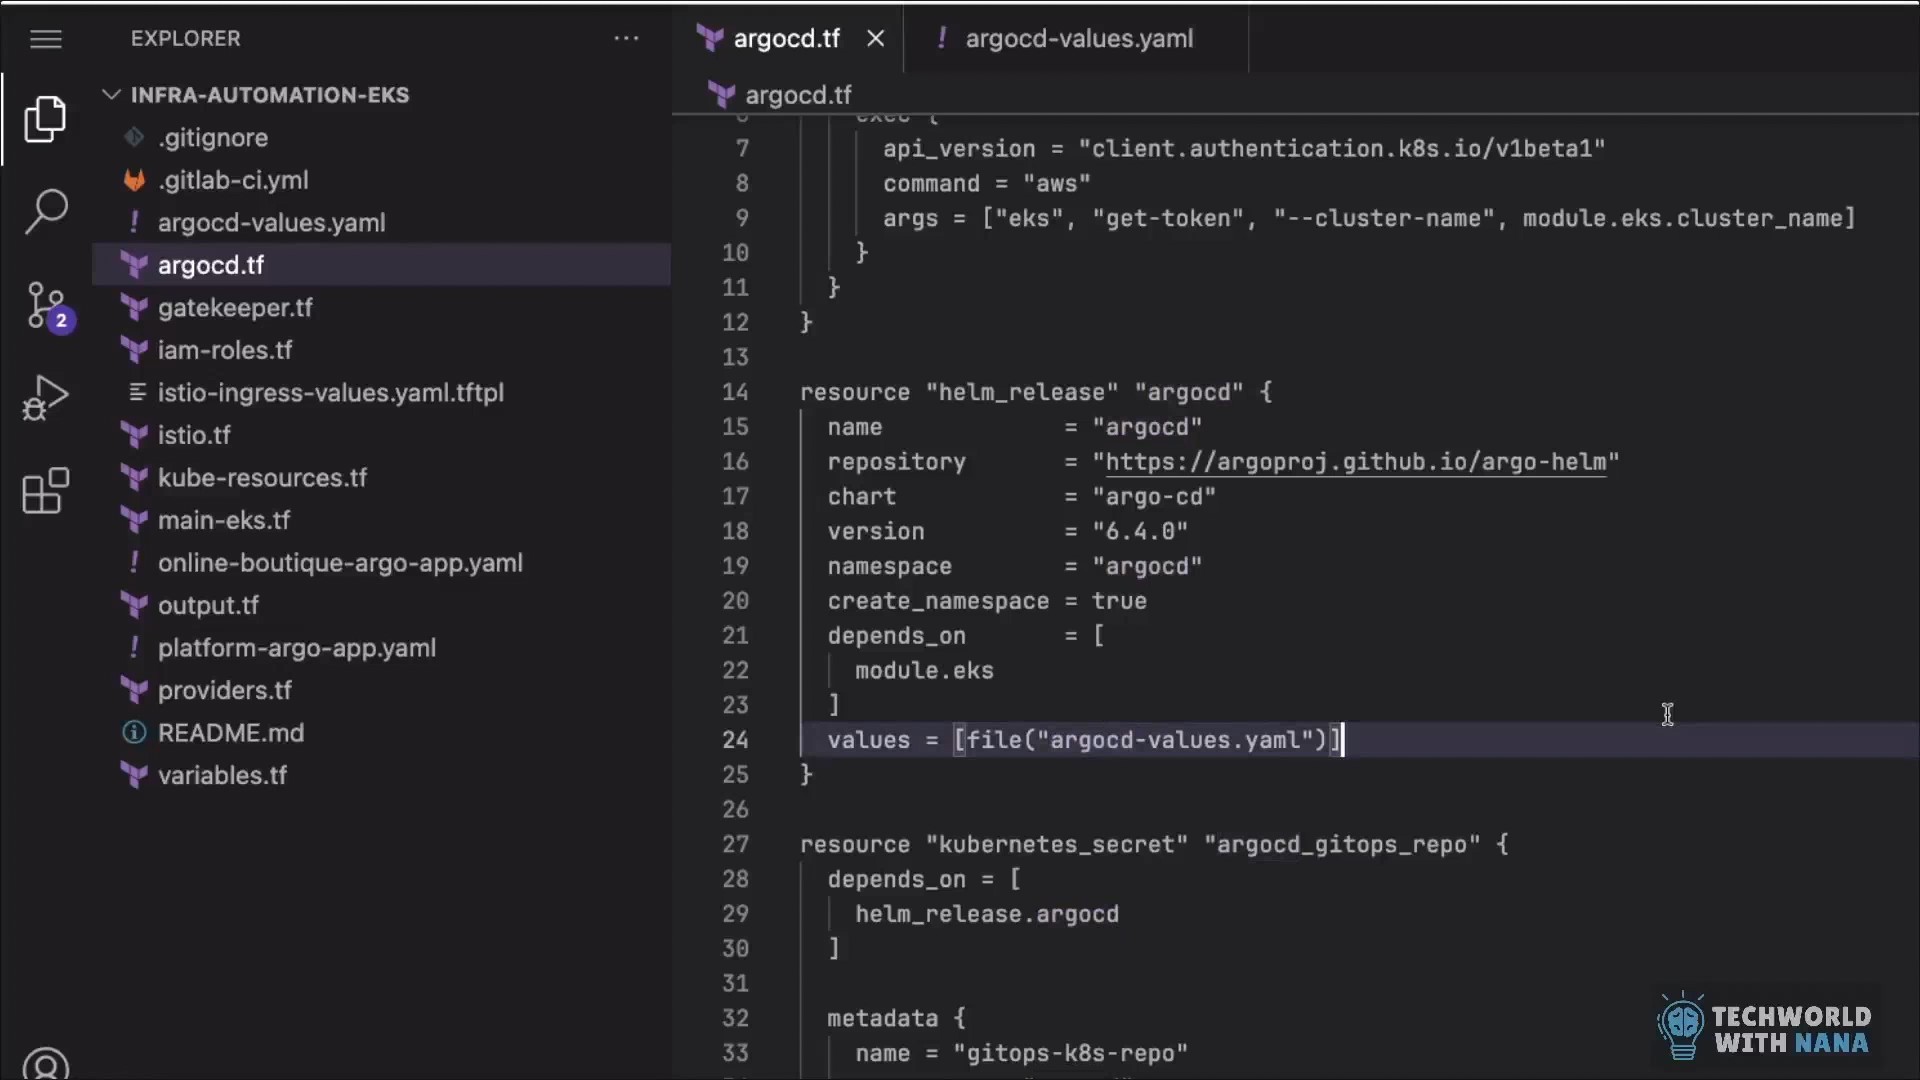 EXPLORER
INFRA-AUTOMATION-EKS
.gitignore
.gitlab-ci.yml
argocd-values.yaml
argocd.tf
gatekeeper.tf
iam-roles.tf
istio-ingress-values.yaml.tftpl
istio.tf
kube-resources.tf
main-eks.tf
online-boutique-argo-app.yaml
output.tf
platform-argo-app.yaml
providers.tf
README.md
variables.tf
2
argocd.tf
argocd-values.yaml
argocd.tf
6 exec {
7 api_version = "client.authentication.k8s.io/v1beta1"
8 command = "aws"
9 args = ["eks", "get-token", "--cluster-name", module.eks.cluster_name]
10 }
11 }
12 }
13
14 resource "helm_release" "argocd" {
15 name = "argocd"
16 repository = "https://argoproj.github.io/argo-helm"
17 chart = "argo-cd"
18 version = "6.4.0"
19 namespace = "argocd"
20 create_namespace = true
21 depends_on = [
22 module.eks
23 ]
24 values = [file("argocd-values.yaml")]
25 }
26
27 resource "kubernetes_secret" "argocd_gitops_repo" {
28 depends_on = [
29 helm_release.argocd
30 ]
31
32 metadata {
33 name = "gitops-k8s-repo"
TECHWORLD
WITH NANA